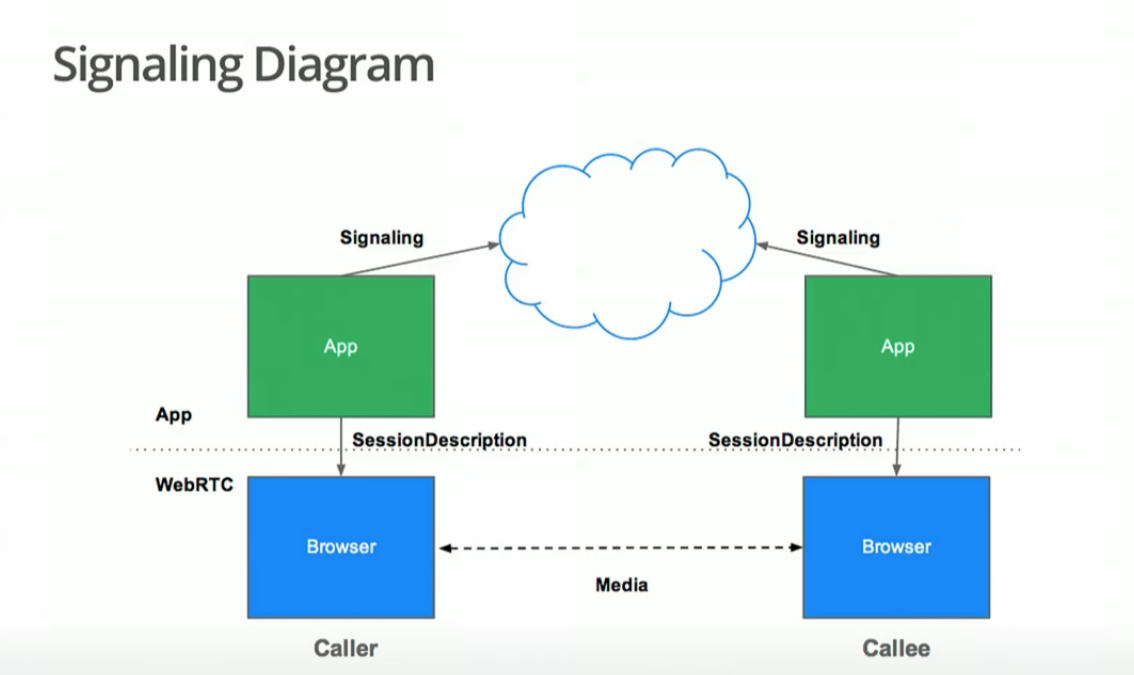 Signaling Diagram
Signaling
Signaling
App
App
App
SessionDescription
SessionDescription
WebRTC
Browser
Browser
Media
Caller
Callee